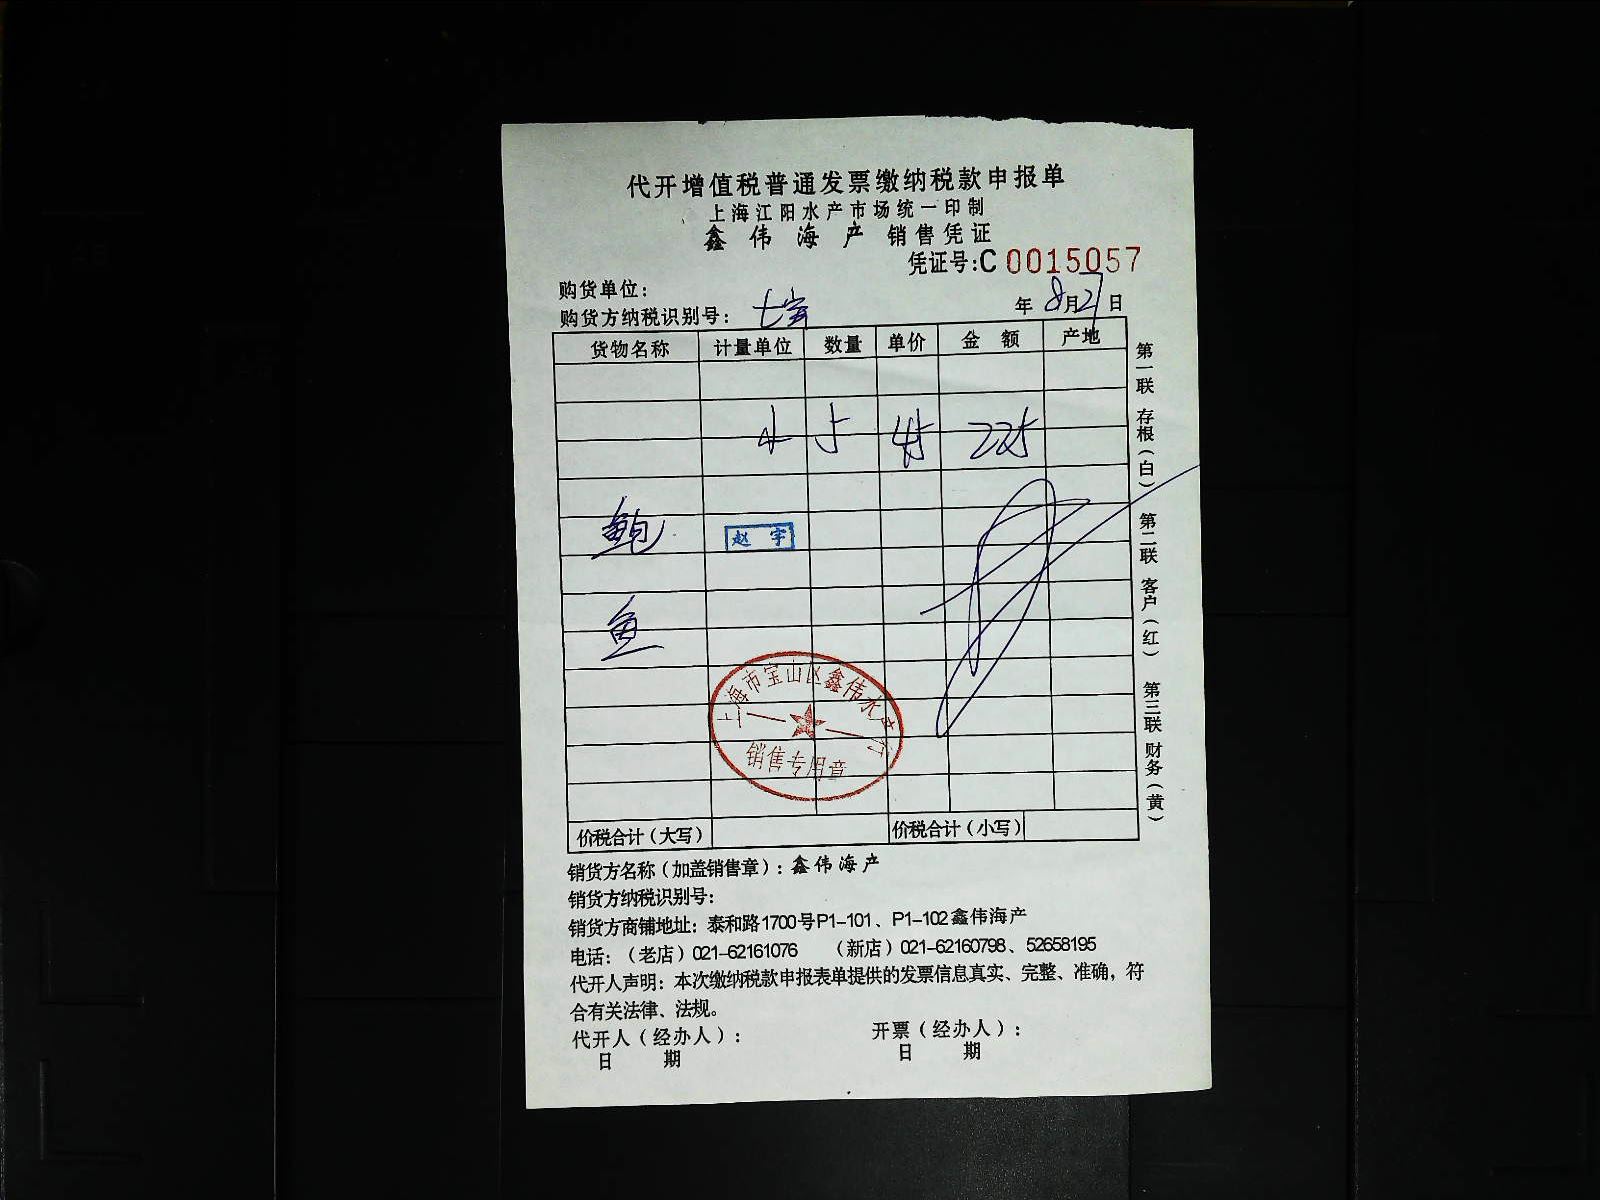 代开增值税普通发票缴纳税款申报单
上海江阳水产市场统一印制
鑫伟海产 销售凭证
凭证号:C 0015057
购货单位:
年 8月27日
购货方纳税识别号: 七宝
货物名称 计量单位 数量 单价 金额 产地
斤 5 45 225
鲍
赵宇
鱼
上海市宝山区鑫伟水产行
销售专用章
价税合计(大写) 价税合计(小写)
第一联 存根(白) 第二联 客户(红) 第三联 财务(黄)
销货方名称(加盖销售章):鑫伟海产
销货方纳税识别号:
销货方商铺地址:泰和路1700号P1-101、P1-102鑫伟海产
电话:(老店)021-62161076 (新店)021-62160798、52658195
代开人声明:本次缴纳税款申报表单提供的发票信息真实、完整、准确,符
合有关法律、法规。
代开人(经办人): 开票(经办人):
日 期 日 期